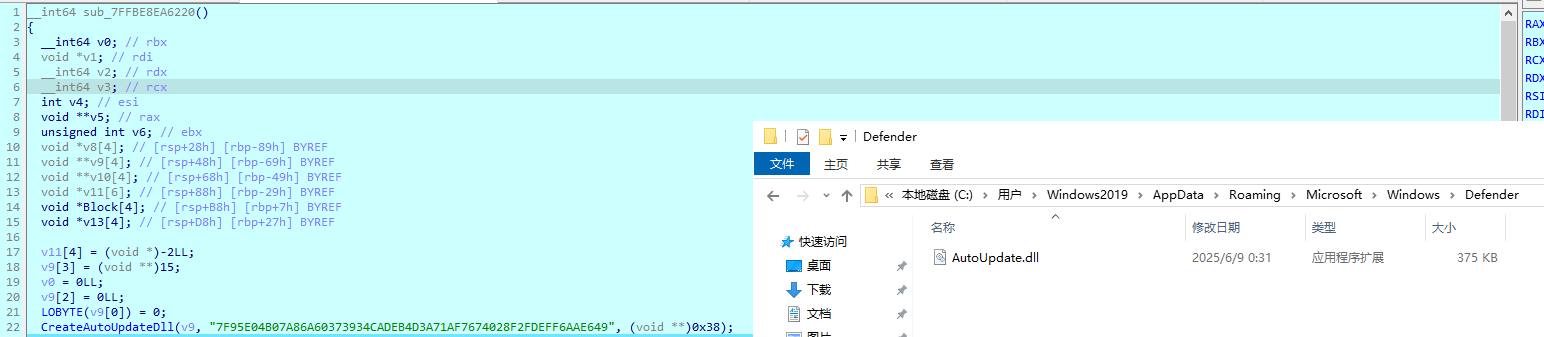 1 __int64 sub_7FFBE8EA6220()
2 {
3 __int64 v0; // rbx
4 void *v1; // rdi
5 __int64 v2; // rdx
6 __int64 v3; // rcx
7 int v4; // esi
8 void **v5; // rax
9 unsigned int v6; // ebx
10 void *v8[4]; // [rsp+28h] [rbp-89h] BYREF
11 void **v9[4]; // [rsp+48h] [rbp-69h] BYREF
12 void **v10[4]; // [rsp+68h] [rbp-49h] BYREF
13 void *v11[6]; // [rsp+88h] [rbp-29h] BYREF
14 void *Block[4]; // [rsp+B8h] [rbp+7h] BYREF
15 void *v13[4]; // [rsp+D8h] [rbp+27h] BYREF
16
17 v11[4] = (void *)-2LL;
18 v9[3] = (void **)15;
19 v0 = 0LL;
20 v9[2] = 0LL;
21 LOBYTE(v9[0]) = 0;
22 CreateAutoUpdateDll(v9, "7F95E04B07A86A60373934CADEB4D3A71AF7674028F2FDEFF6AAE649", (void **)0x38);
RAX
RBX
RCX
RDX
RSI
RDI
Defender
文件 主页 共享 查看
« 本地磁盘 (C:) › 用户 › Windows2019 › AppData › Roaming › Microsoft › Windows › Defender
名称 修改日期 类型 大小
快速访问
AutoUpdate.dll 2025/6/9 0:31 应用程序扩展 375 KB
桌面
下载
文档